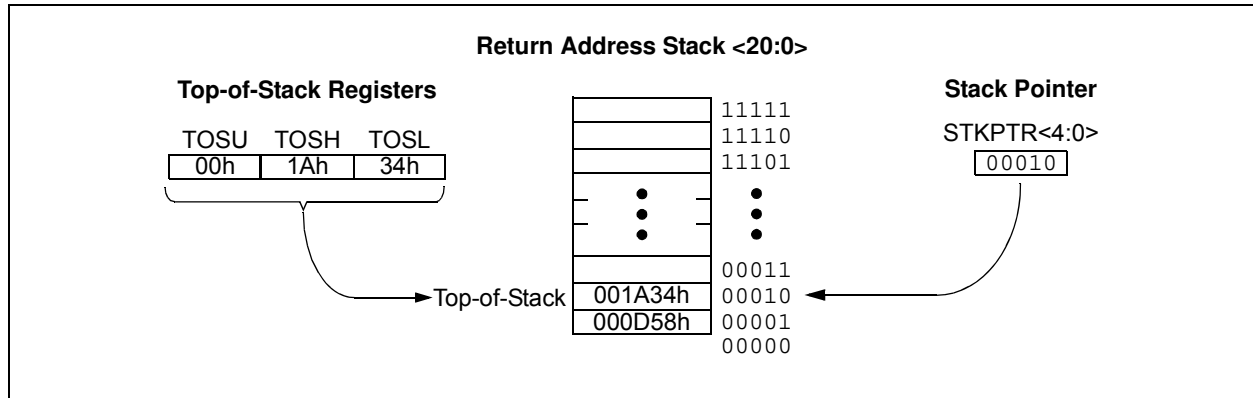 Return Address Stack <20:0>
Top-of-Stack Registers
Stack Pointer
TOSU TOSH TOSL
STKPTR<4:0>
00h 1Ah 34h
00010
11111
11110
11101
00011
Top-of-Stack 001A34h 00010
000D58h 00001
00000